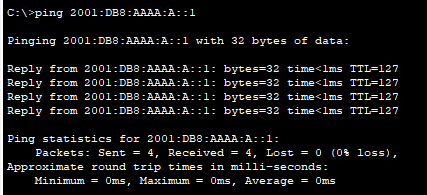 C:\>ping 2001:DB8:AAAA:A::1
Pinging 2001:DB8:AAAA:A::1 with 32 bytes of data:
Reply from 2001:DB8:AAAA:A::1: bytes=32 time<1ms TTL=127
Reply from 2001:DB8:AAAA:A::1: bytes=32 time<1ms TTL=127
Reply from 2001:DB8:AAAA:A::1: bytes=32 time<1ms TTL=127
Reply from 2001:DB8:AAAA:A::1: bytes=32 time<1ms TTL=127
Ping statistics for 2001:DB8:AAAA:A::1:
Packets: Sent = 4, Received = 4, Lost = 0 (0% loss),
Approximate round trip times in milli-seconds:
Minimum = 0ms, Maximum = 0ms, Average = 0ms